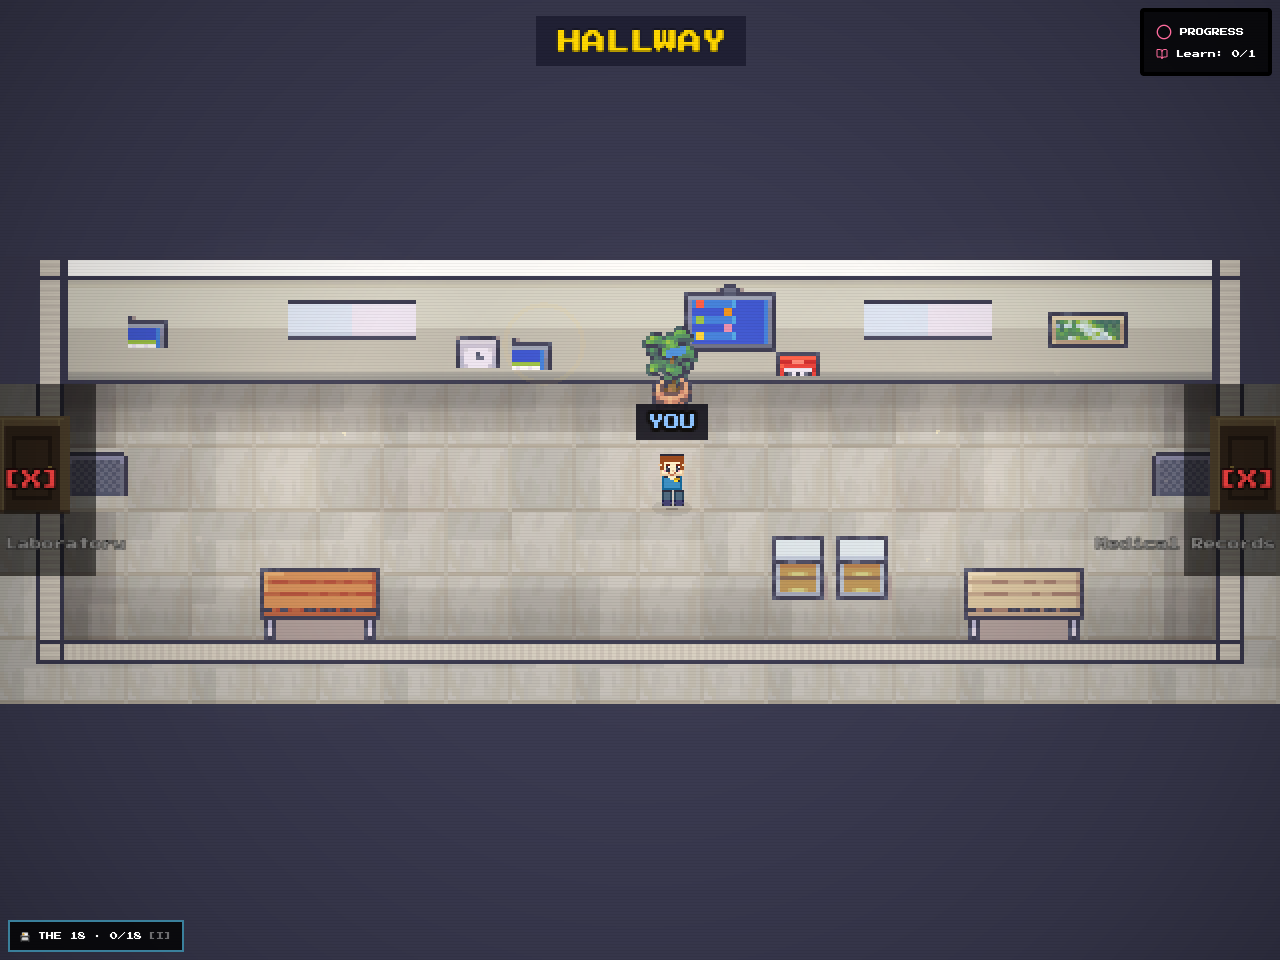 HALLWAY
PROGRESS
Learn: 0/1
YOU
[X]
[X]
Laboratory
Medical Records
THE 18 · 0/18 [I]